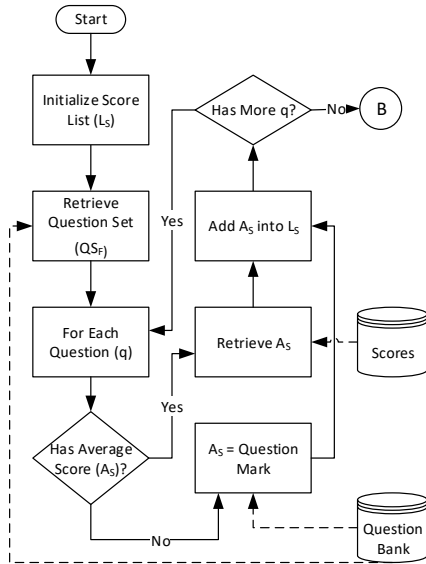 Start
Initialize Score
List (LS)
Retrieve
Question Set
(QSF)
For Each
Question (q)
Has Average
Score (AS)?
Yes
No
AS = Question
Mark
Retrieve AS
Add AS into LS
Has More q?
Yes
No
B
Scores
Question
Bank